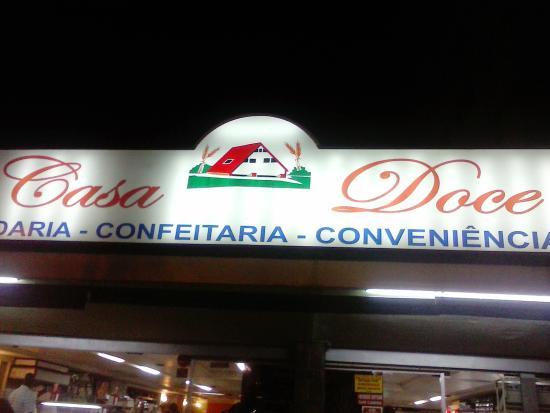 Casa Doce
DARIA - CONFEITARIA - CONVENIÊNCIA